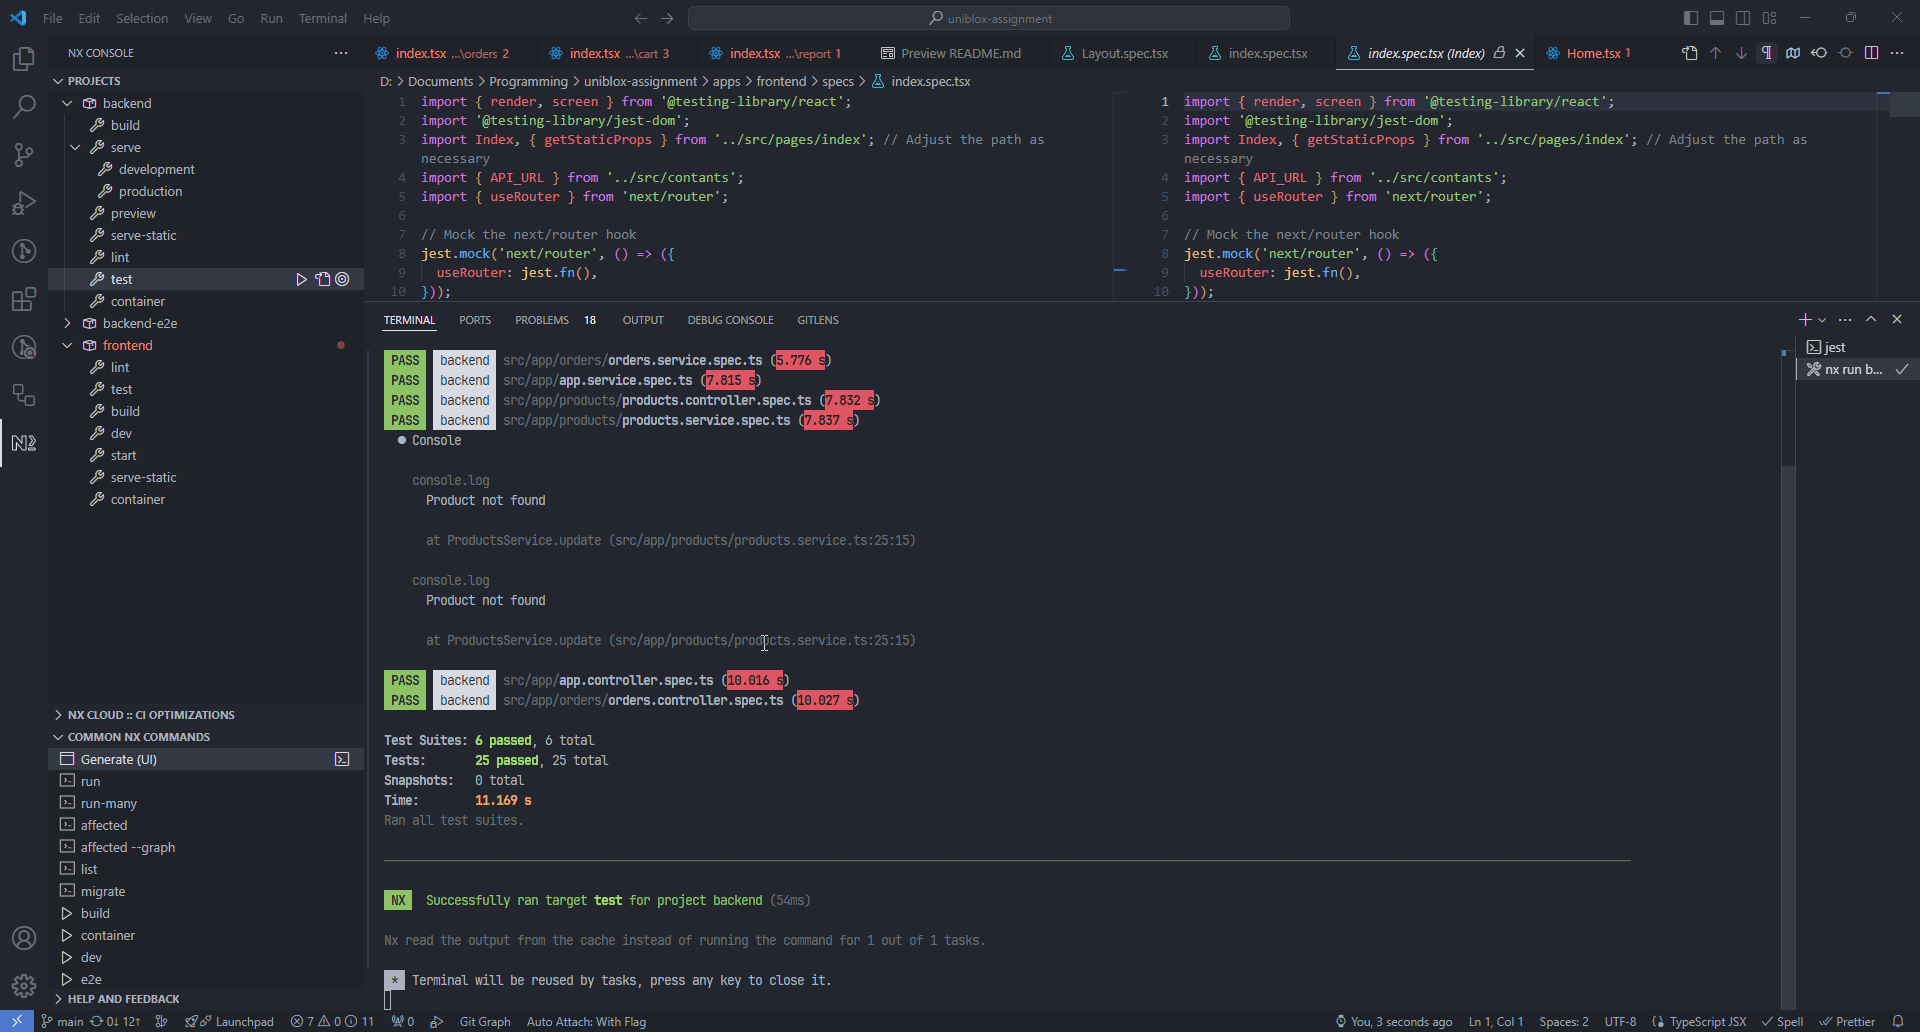 File Edit Selection View Go Run Terminal Help
uniblox-assignment
NX CONSOLE
PROJECTS
backend
build
serve
development
production
preview
serve-static
lint
test
container
backend-e2e
frontend
lint
test
build
dev
start
serve-static
container
NX CLOUD :: CI OPTIMIZATIONS
COMMON NX COMMANDS
Generate (UI)
run
run-many
affected
affected --graph
list
migrate
build
container
dev
e2e
HELP AND FEEDBACK
index.tsx ...\orders 2
index.tsx ...\cart 3
index.tsx ...\report 1
Preview README.md
Layout.spec.tsx
index.spec.tsx
index.spec.tsx (Index)
Home.tsx 1
D: > Documents > Programming > uniblox-assignment > apps > frontend > specs > index.spec.tsx
1 import { render, screen } from '@testing-library/react';
2 import '@testing-library/jest-dom';
3 import Index, { getStaticProps } from '../src/pages/index'; // Adjust the path as
necessary
4 import { API_URL } from '../src/contants';
5 import { useRouter } from 'next/router';
6
7 // Mock the next/router hook
8 jest.mock('next/router', () => ({
9 useRouter: jest.fn(),
10 }));
1 import { render, screen } from '@testing-library/react';
2 import '@testing-library/jest-dom';
3 import Index, { getStaticProps } from '../src/pages/index'; // Adjust the path as
necessary
4 import { API_URL } from '../src/contants';
5 import { useRouter } from 'next/router';
6
7 // Mock the next/router hook
8 jest.mock('next/router', () => ({
9 useRouter: jest.fn(),
10 }));
TERMINAL PORTS PROBLEMS 18 OUTPUT DEBUG CONSOLE GITLENS
jest
nx run b...
PASS backend src/app/orders/orders.service.spec.ts (5.776 s)
PASS backend src/app/app.service.spec.ts (7.815 s)
PASS backend src/app/products/products.controller.spec.ts (7.832 s)
PASS backend src/app/products/products.service.spec.ts (7.837 s)
● Console
console.log
Product not found
at ProductsService.update (src/app/products/products.service.ts:25:15)
console.log
Product not found
at ProductsService.update (src/app/products/products.service.ts:25:15)
PASS backend src/app/app.controller.spec.ts (10.016 s)
PASS backend src/app/orders/orders.controller.spec.ts (10.027 s)
Test Suites: 6 passed, 6 total
Tests: 25 passed, 25 total
Snapshots: 0 total
Time: 11.169 s
Ran all test suites.
NX Successfully ran target test for project backend (54ms)
Nx read the output from the cache instead of running the command for 1 out of 1 tasks.
* Terminal will be reused by tasks, press any key to close it.
main 0↓ 12↑ Launchpad 7 0 11 0 Git Graph Auto Attach: With Flag You, 3 seconds ago Ln 1, Col 1 Spaces: 2 UTF-8 TypeScript JSX Spell Prettier